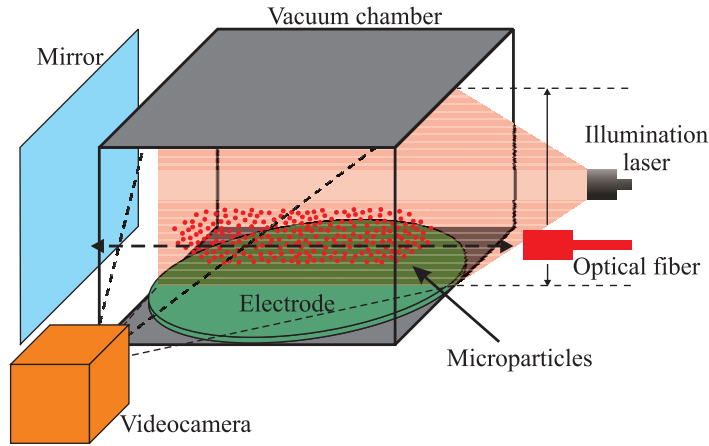 Vacuum chamber
Mirror
Illumination
laser
Optical fiber
Electrode
Microparticles
Videocamera